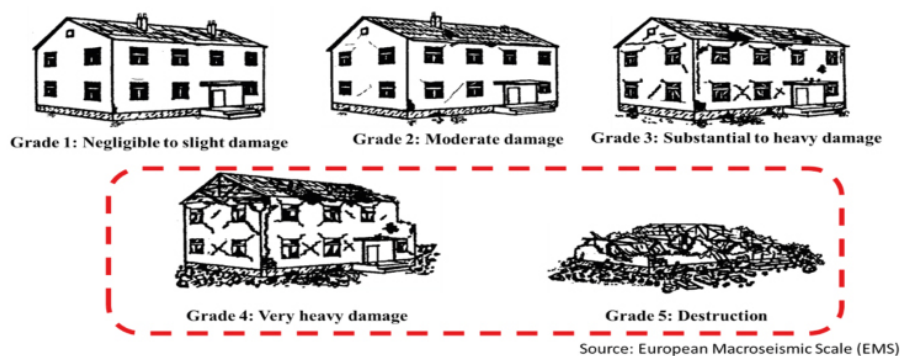 Grade 1: Negligible to slight damage
Grade 2: Moderate damage
Grade 3: Substantial to heavy damage
Grade 4: Very heavy damage
Grade 5: Destruction
Source: European Macroseismic Scale (EMS)